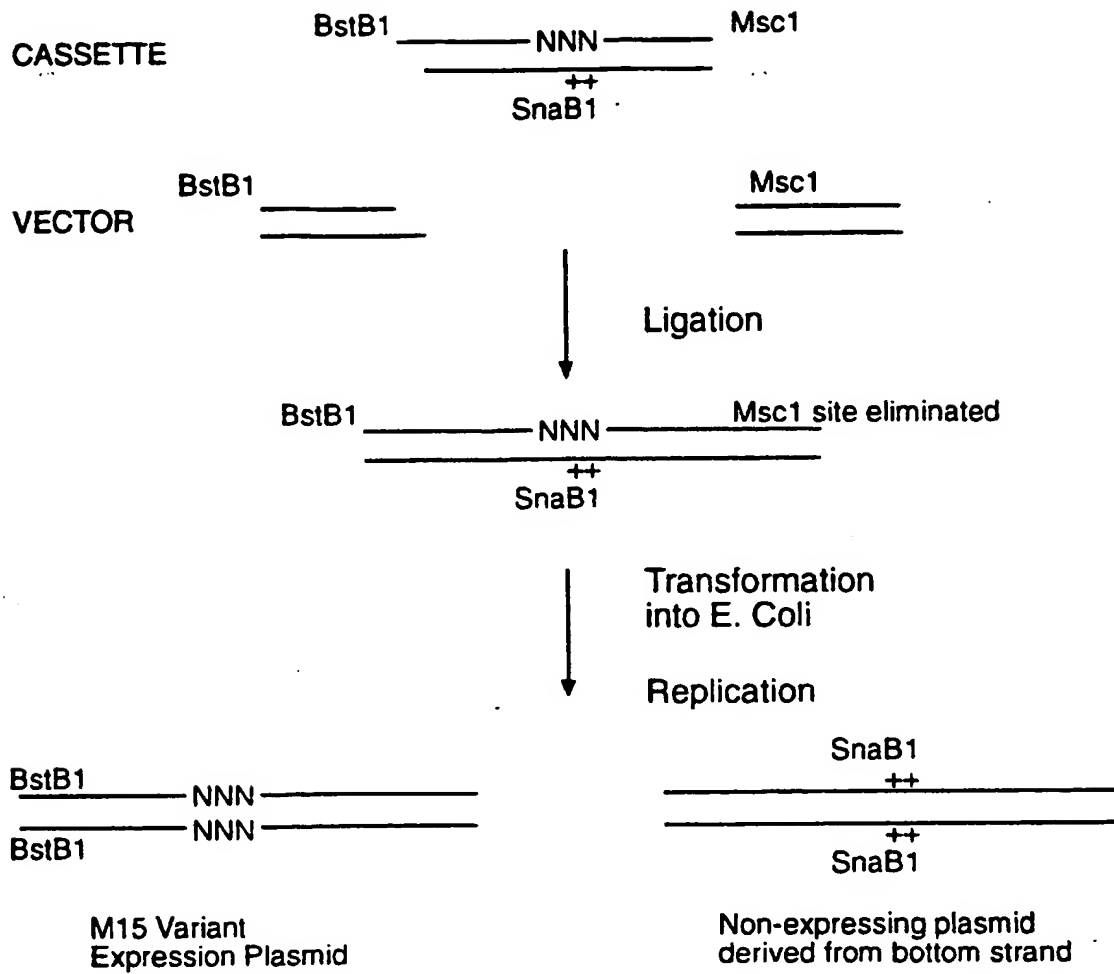 BstB1 NNN Msc1
CASSETTE
++
SnaB1
BstB1 Msc1
VECTOR
Ligation
BstB1 NNN Msc1 site eliminated
++
SnaB1
Transformation
into E. Coli
Replication
SnaB1
++
BstB1 NNN
NNN
BstB1
++
SnaB1
M15 Variant
Expression Plasmid
Non-expressing plasmid
derived from bottom strand